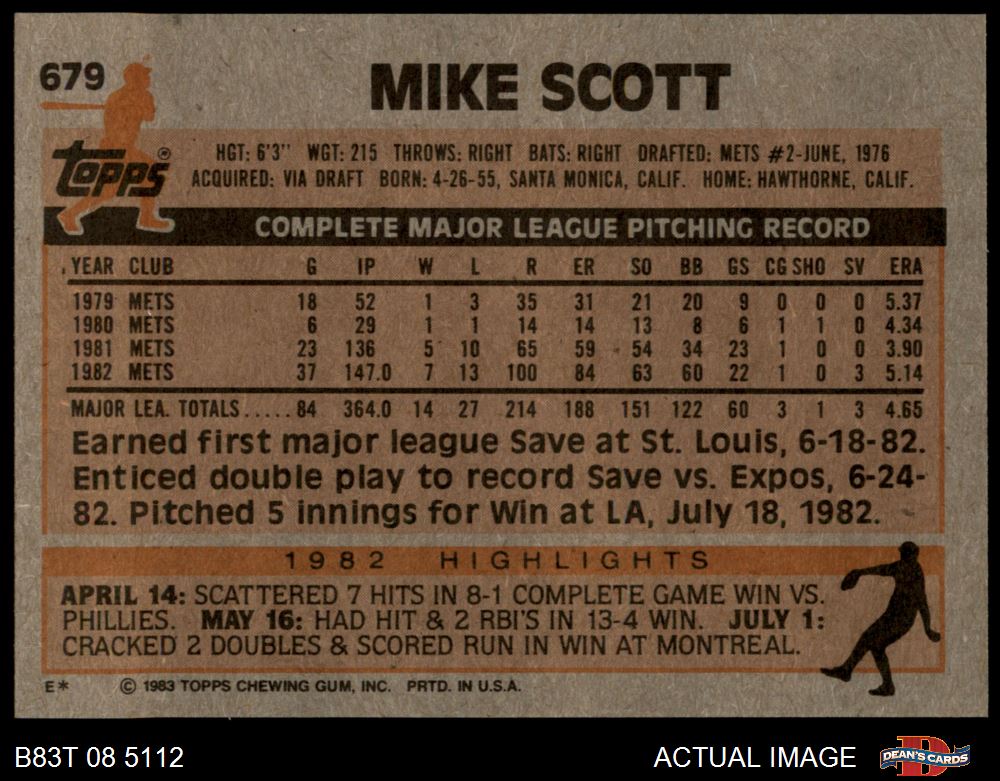 679
MIKE SCOTT
Topps®
HGT: 6'3" WGT: 215 THROWS: RIGHT BATS: RIGHT DRAFTED: METS #2-JUNE, 1976
ACQUIRED: VIA DRAFT BORN: 4-26-55, SANTA MONICA, CALIF. HOME: HAWTHORNE, CALIF.
COMPLETE MAJOR LEAGUE PITCHING RECORD
YEAR CLUB G IP W L R ER SO BB GS CG SHO SV ERA
1979 METS 18 52 1 3 35 31 21 20 9 0 0 0 5.37
1980 METS 6 29 1 1 14 14 13 8 6 1 1 0 4.34
1981 METS 23 136 5 10 65 59 54 34 23 1 0 0 3.90
1982 METS 37 147.0 7 13 100 84 63 60 22 1 0 3 5.14
MAJOR LEA. TOTALS..... 84 364.0 14 27 214 188 151 122 60 3 1 3 4.65
Earned first major league Save at St. Louis, 6-18-82.
Enticed double play to record Save vs. Expos, 6-24-
82. Pitched 5 innings for Win at LA, July 18, 1982.
1982 HIGHLIGHTS
APRIL 14: SCATTERED 7 HITS IN 8-1 COMPLETE GAME WIN VS.
PHILLIES. MAY 16: HAD HIT & 2 RBI'S IN 13-4 WIN. JULY 1:
CRACKED 2 DOUBLES & SCORED RUN IN WIN AT MONTREAL.
E* © 1983 TOPPS CHEWING GUM, INC. PRTD. IN U.S.A.
B83T 08 5112 ACTUAL IMAGE DEAN'S CARDS